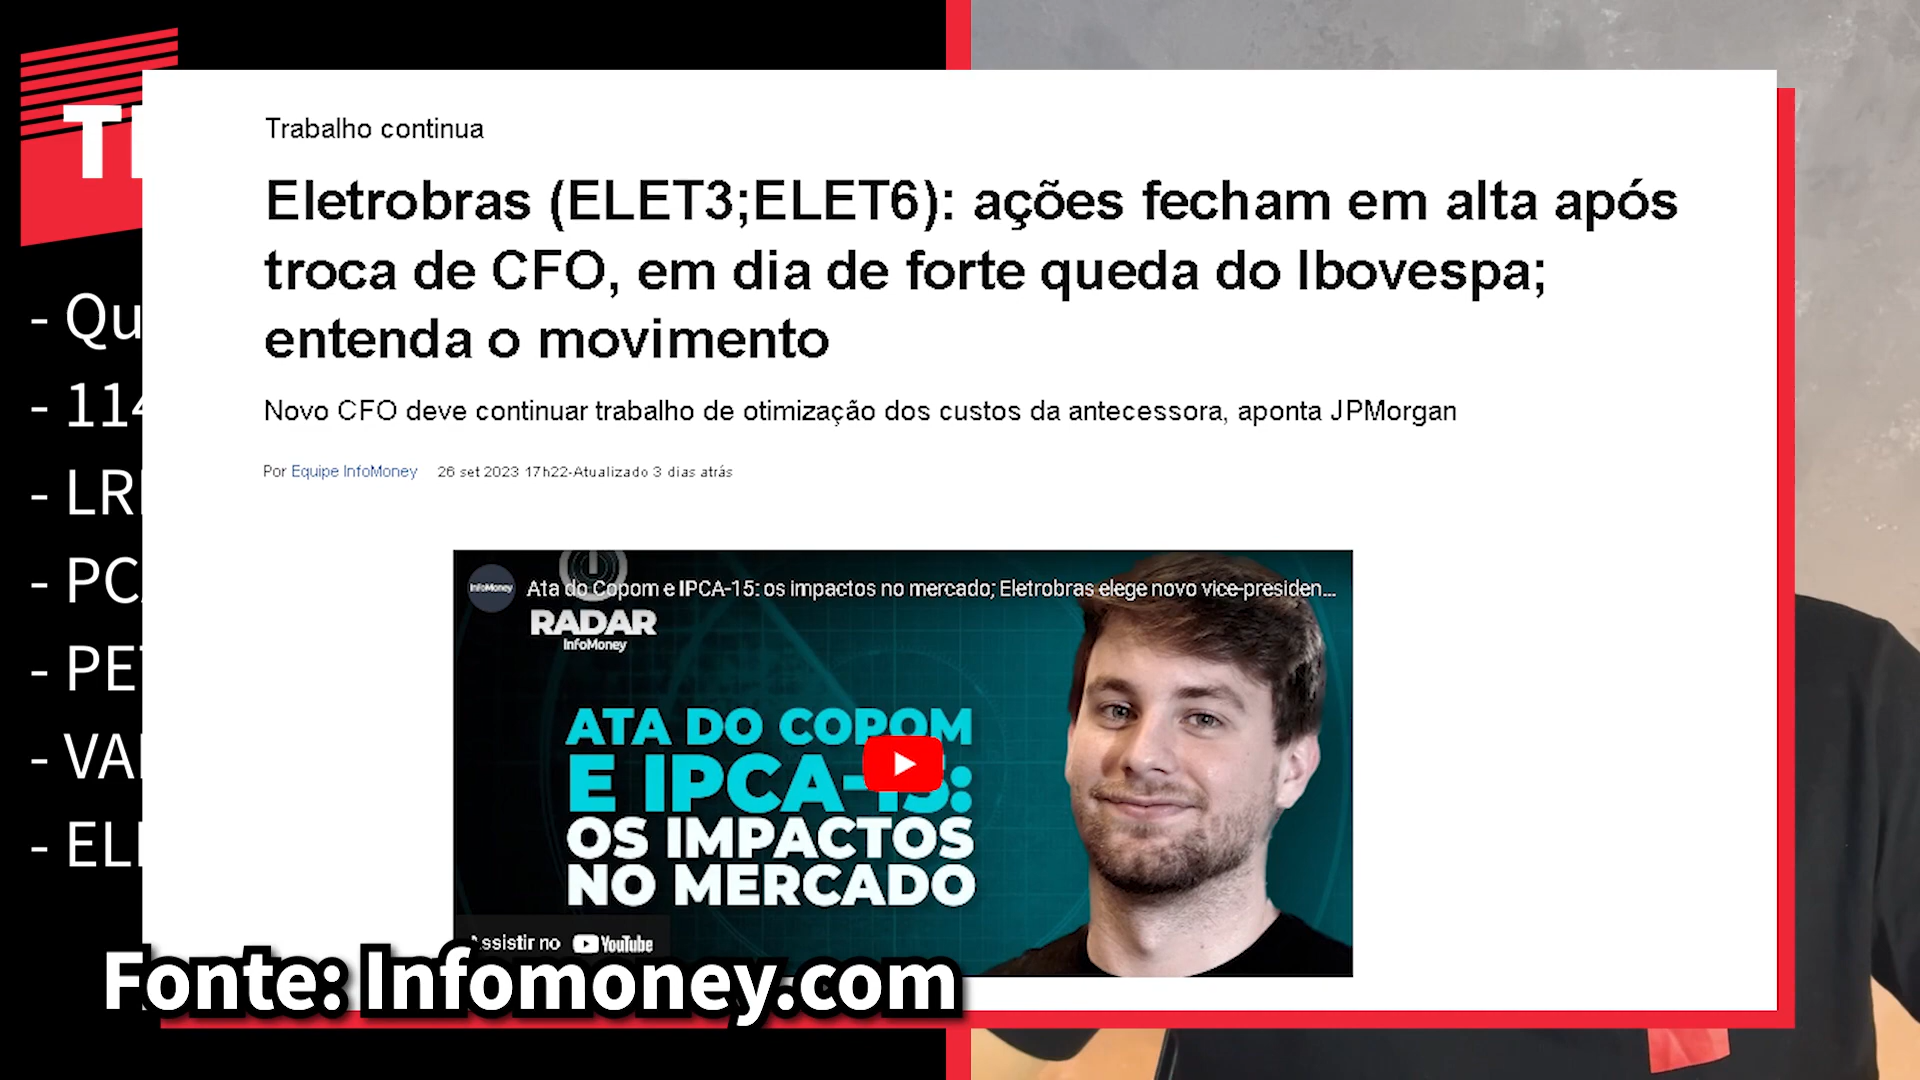 Trabalho continua
Eletrobras (ELET3;ELET6): ações fecham em alta após
troca de CFO, em dia de forte queda do Ibovespa;
entenda o movimento
Novo CFO deve continuar trabalho de otimização dos custos da antecessora, aponta JPMorgan
Por Equipe InfoMoney 26 set 2023 17h22-Atualizado 3 dias atrás
InfoMoney
Ata do Copom e IPCA-15: os impactos no mercado; Eletrobras elege novo vice-presiden...
RADAR
InfoMoney
ATA DO COPOM
E IPCA-15:
OS IMPACTOS
NO MERCADO
Assistir no YouTube
Fonte: Infomoney.com
- Qu
- 114
- LR
- PC
- PE
- VA
- EL